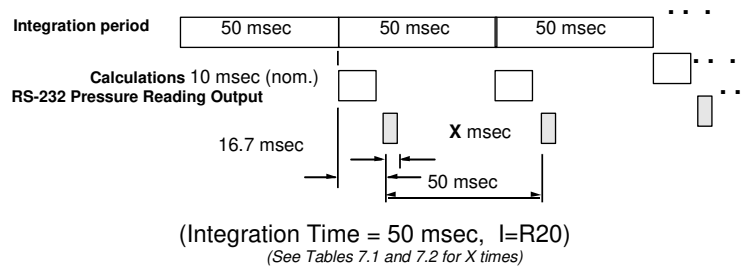 Integration period 50 msec 50 msec 50 msec
Calculations 10 msec (nom.)
RS-232 Pressure Reading Output
X msec
16.7 msec
50 msec
(Integration Time = 50 msec, I=R20)
(See Tables 7.1 and 7.2 for X times)